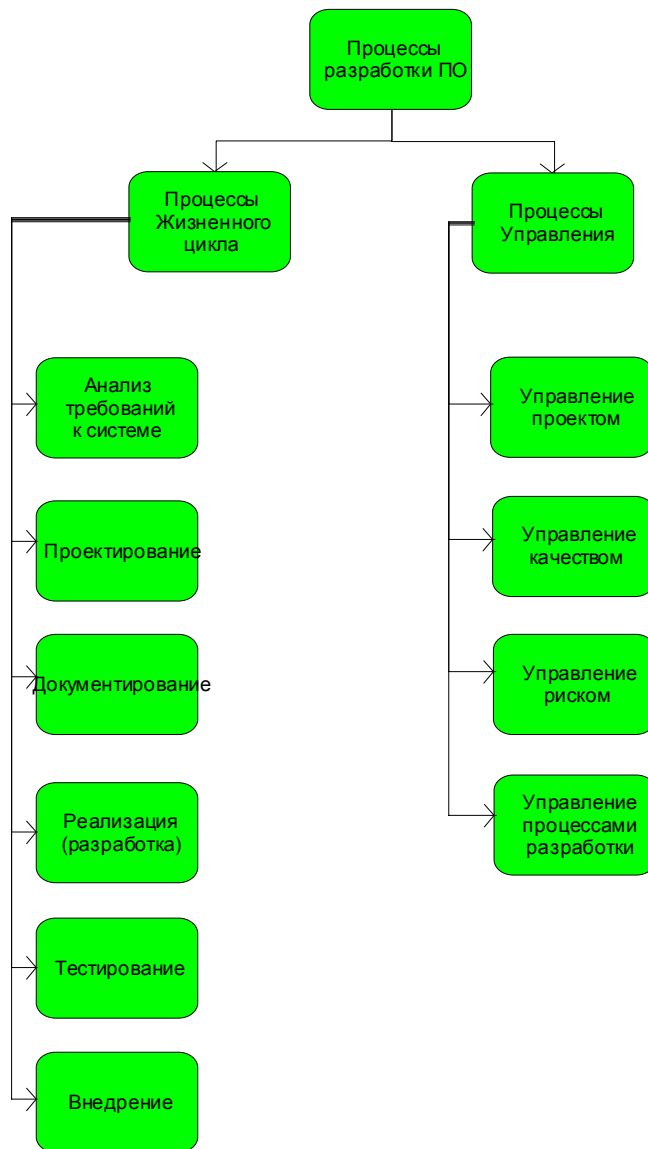 Процессы
разработки ПО
Процессы
Жизненного
цикла
Процессы
Управления
Анализ
требований
к системе
Проектирование
Документирование
Реализация
(разработка)
Тестирование
Внедрение
Управление
проектом
Управление
качеством
Управление
риском
Управление
процессами
разработки